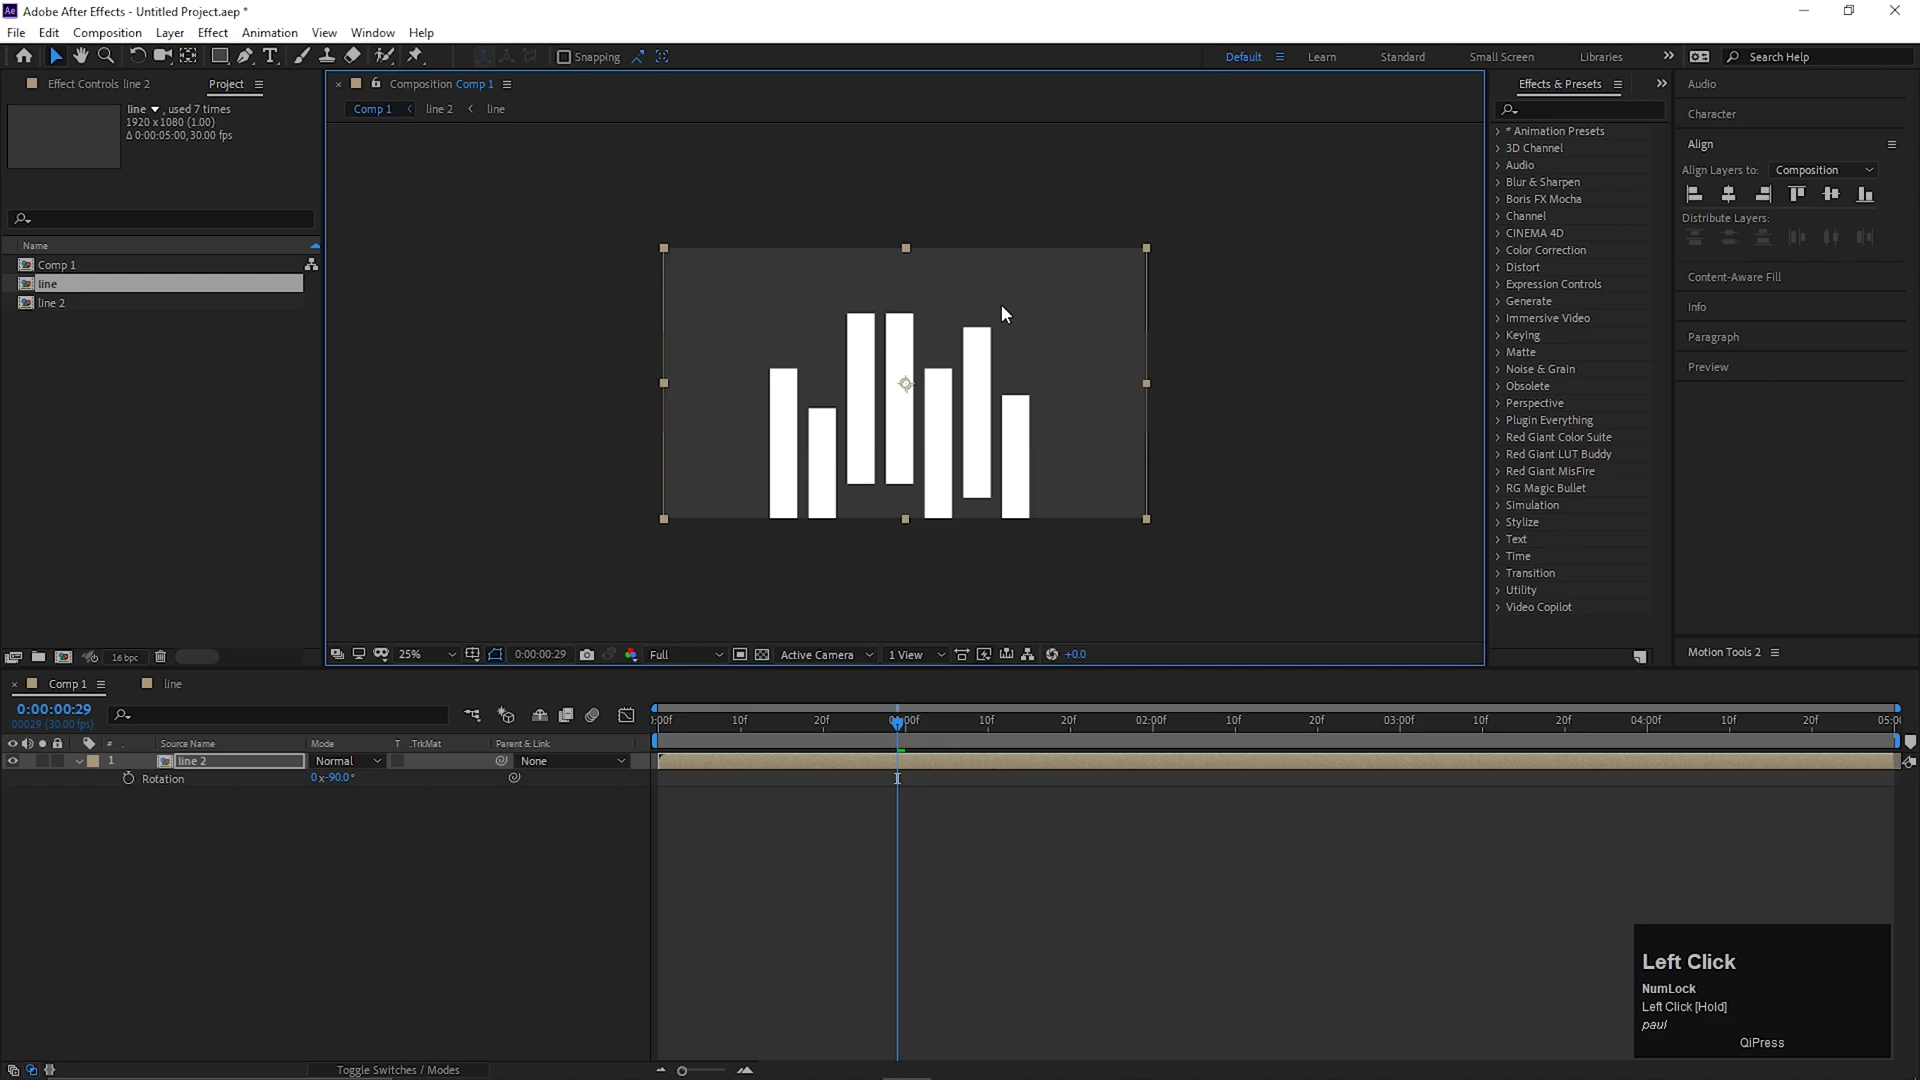 Adobe After Effects - Untitled Project.aep *
File Edit Composition Layer Effect Animation View Window Help
Snapping
Default Learn Standard Small Screen Libraries
Search Help
Effect Controls line 2 Project
line , used 7 times
1920 x 1080 (1.00)
Δ 0:00:05:00, 30.00 fps
Name
Comp 1
line
line 2
16 bpc
Composition Comp 1
Comp 1 line 2 line
25% 0:00:00:29 Full Active Camera 1 View +0.0
Effects & Presets
* Animation Presets
3D Channel
Audio
Blur & Sharpen
Boris FX Mocha
Channel
CINEMA 4D
Color Correction
Distort
Expression Controls
Generate
Immersive Video
Keying
Matte
Noise & Grain
Obsolete
Perspective
Plugin Everything
Red Giant Color Suite
Red Giant LUT Buddy
Red Giant MisFire
RG Magic Bullet
Simulation
Stylize
Text
Time
Transition
Utility
Video Copilot
Audio
Character
Align
Align Layers to: Composition
Distribute Layers:
Content-Aware Fill
Info
Paragraph
Preview
Motion Tools 2
Comp 1 line
0:00:00:29
00029 (30.00 fps)
:00f 10f 20f 01:00f 10f 20f 02:00f 10f 20f 03:00f 10f 20f 04:00f 10f 20f 05:0
# Source Name Mode T .TrkMat Parent & Link
1 line 2 Normal None
Rotation 0x-90.0°
Toggle Switches / Modes
Left Click
NumLock
Left Click [Hold]
paul
QiPress